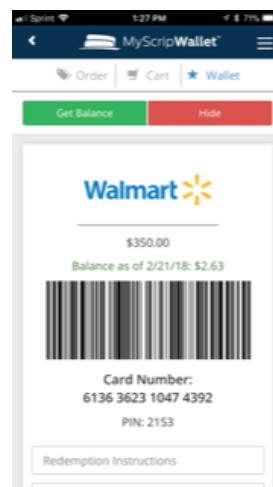 Sprint 1:27 PM 71%
MyScripWallet
Order Cart Wallet
Get Balance Hide
Walmart
$350.00
Balance as of 2/21/18: $2.63
Card Number:
6136 3623 1047 4392
PIN: 2153
Redemption Instructions